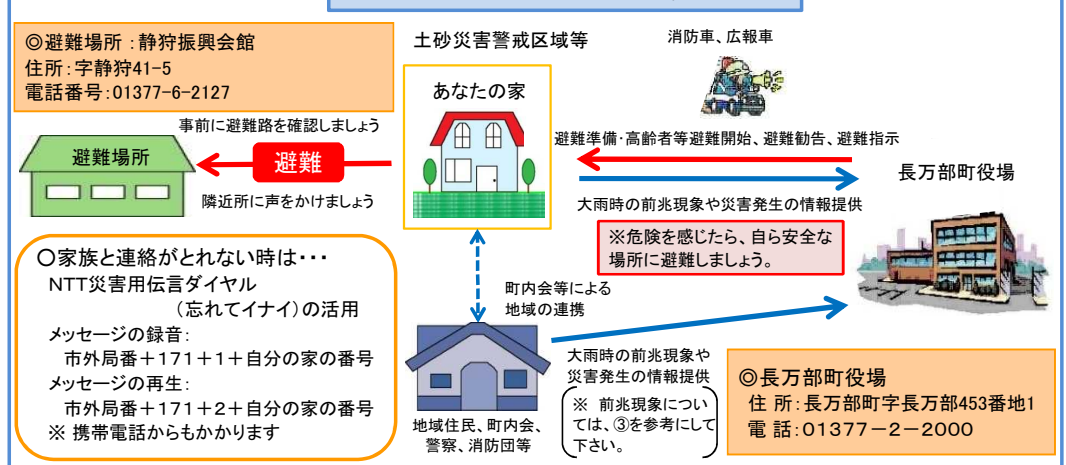 ◎避難場所：静狩振興会館
住所：字静狩41-5
電話番号：01377-6-2127
土砂災害警戒区域等
消防車、広報車
あなたの家
事前に避難路を確認しましょう
避難場所
避難
隣近所に声をかけましょう
避難準備・高齢者等避難開始、避難勧告、避難指示
長万部町役場
大雨時の前兆現象や災害発生の情報提供
※危険を感じたら、自ら安全な
場所に避難しましょう。
〇家族と連絡がとれない時は・・・
NTT災害用伝言ダイヤル
（忘れてイナイ）の活用
メッセージの録音：
市外局番＋171＋1＋自分の家の番号
メッセージの再生：
市外局番＋171＋2＋自分の家の番号
※ 携帯電話からもかかります
町内会等による
地域の連携
地域住民、町内会、
警察、消防団等
大雨時の前兆現象や
災害発生の情報提供
※ 前兆現象につい
ては、③を参考にして
下さい。
◎長万部町役場
住 所：長万部町字長万部453番地1
電 話：01377－2－2000